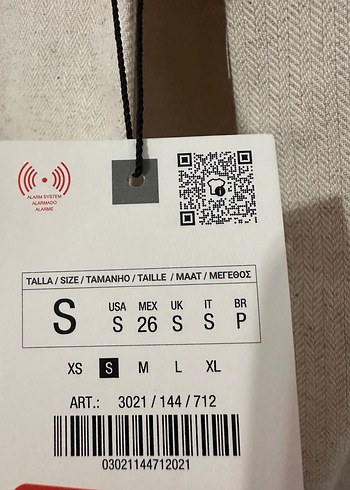 ALARM SYSTEM
ALARMADO
ALARME
TALLA / SIZE / TAMANHO / TAILLE / MAAT / ΜΕΓΕΘΟΣ
S
USA MEX UK IT BR
S 26 S S P
XS S M L XL
ART.: 3021 / 144 / 712
03021144712021